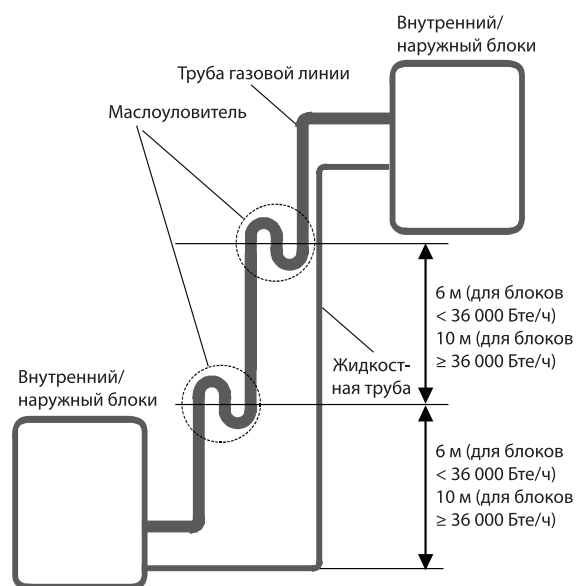 Внутренний/
наружный блоки
Труба газовой линии
Маслоуловитель
6 м (для блоков
< 36 000 Бте/ч)
10 м (для блоков
≥ 36 000 Бте/ч)
Жидкост-
ная труба
Внутренний/
наружный блоки
6 м (для блоков
< 36 000 Бте/ч)
10 м (для блоков
≥ 36 000 Бте/ч)